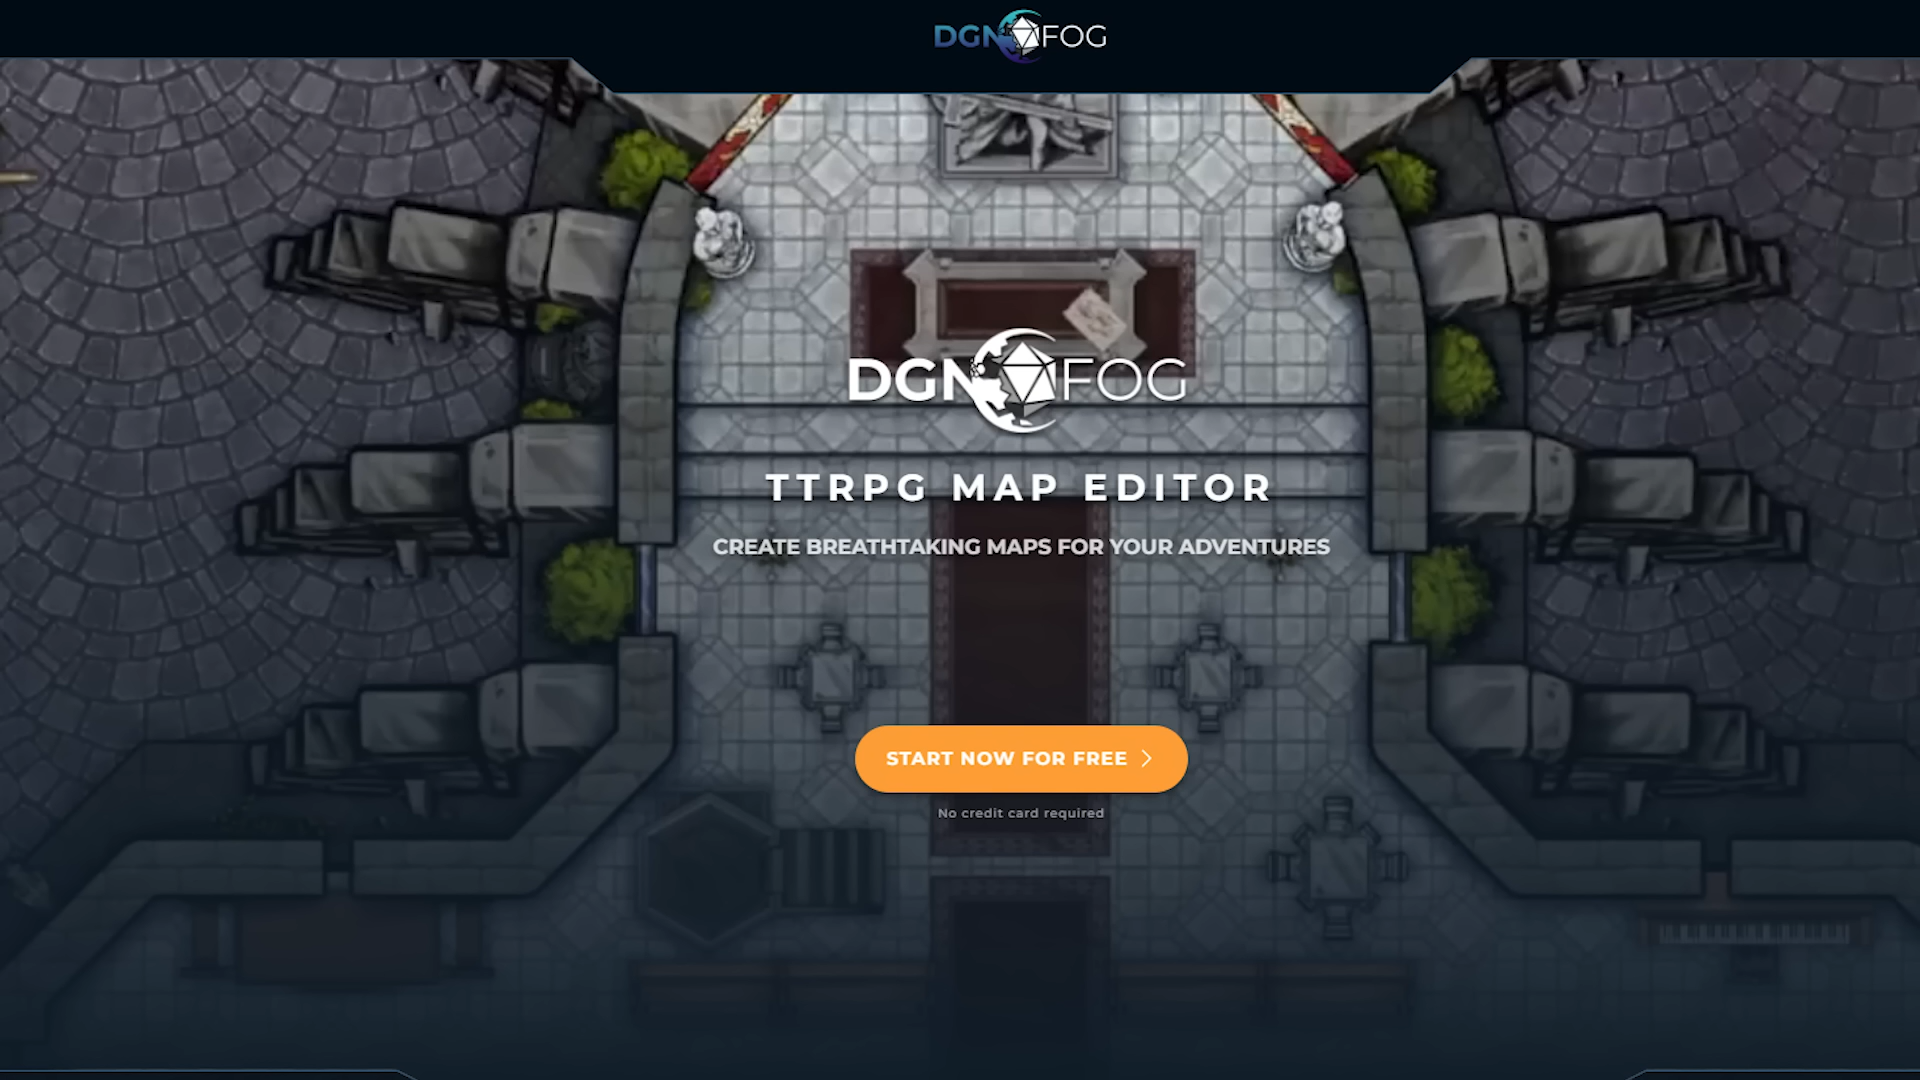 DGNFOG
DGNFOG
TTRPG MAP EDITOR
CREATE BREATHTAKING MAPS FOR YOUR ADVENTURES
START NOW FOR FREE
No credit card required